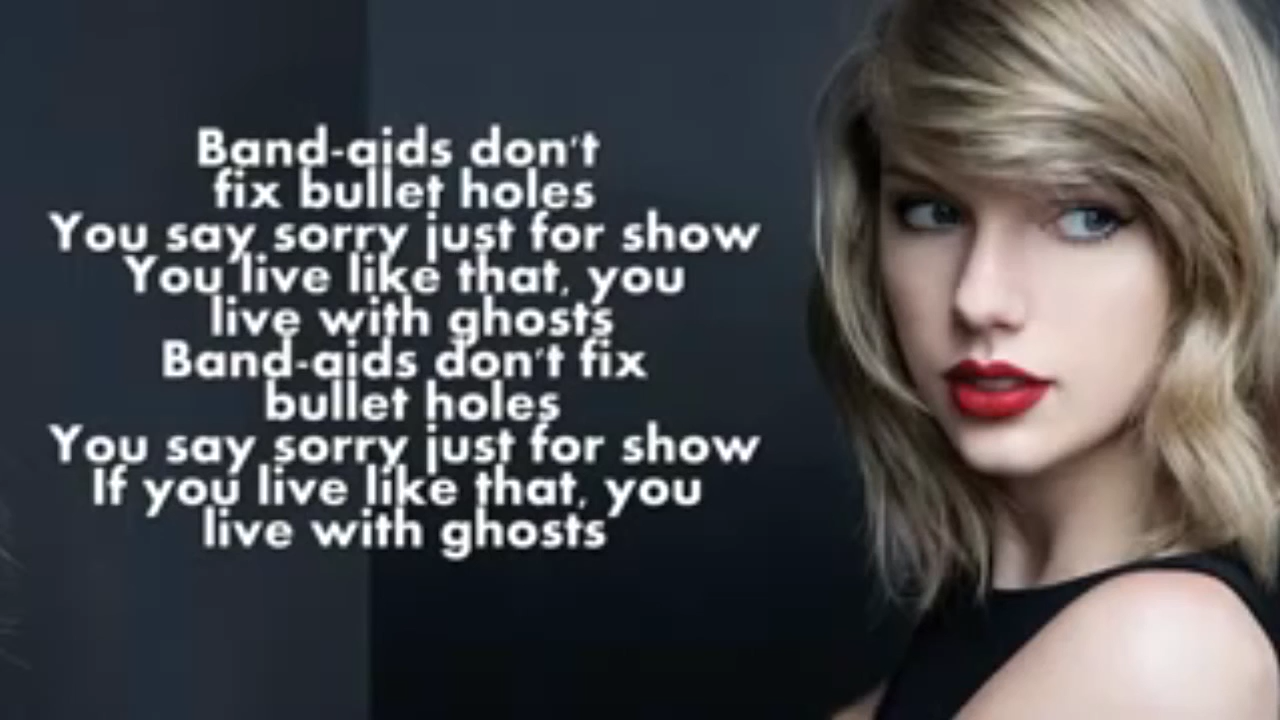 Band-aids don't
fix bullet holes
You say sorry just for show
You live like that, you
live with ghosts
Band-aids don't fix
bullet holes
You say sorry just for show
If you live like that, you
live with ghosts